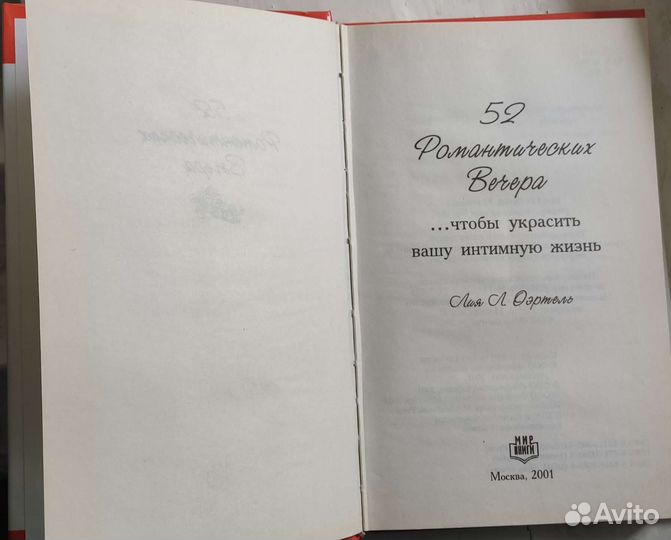 52
Романтических
Вечера
...чтобы украсить
вашу интимную жизнь
Лия Л. Оэртель
МИР
КНИГИ
Москва, 2001
Avito